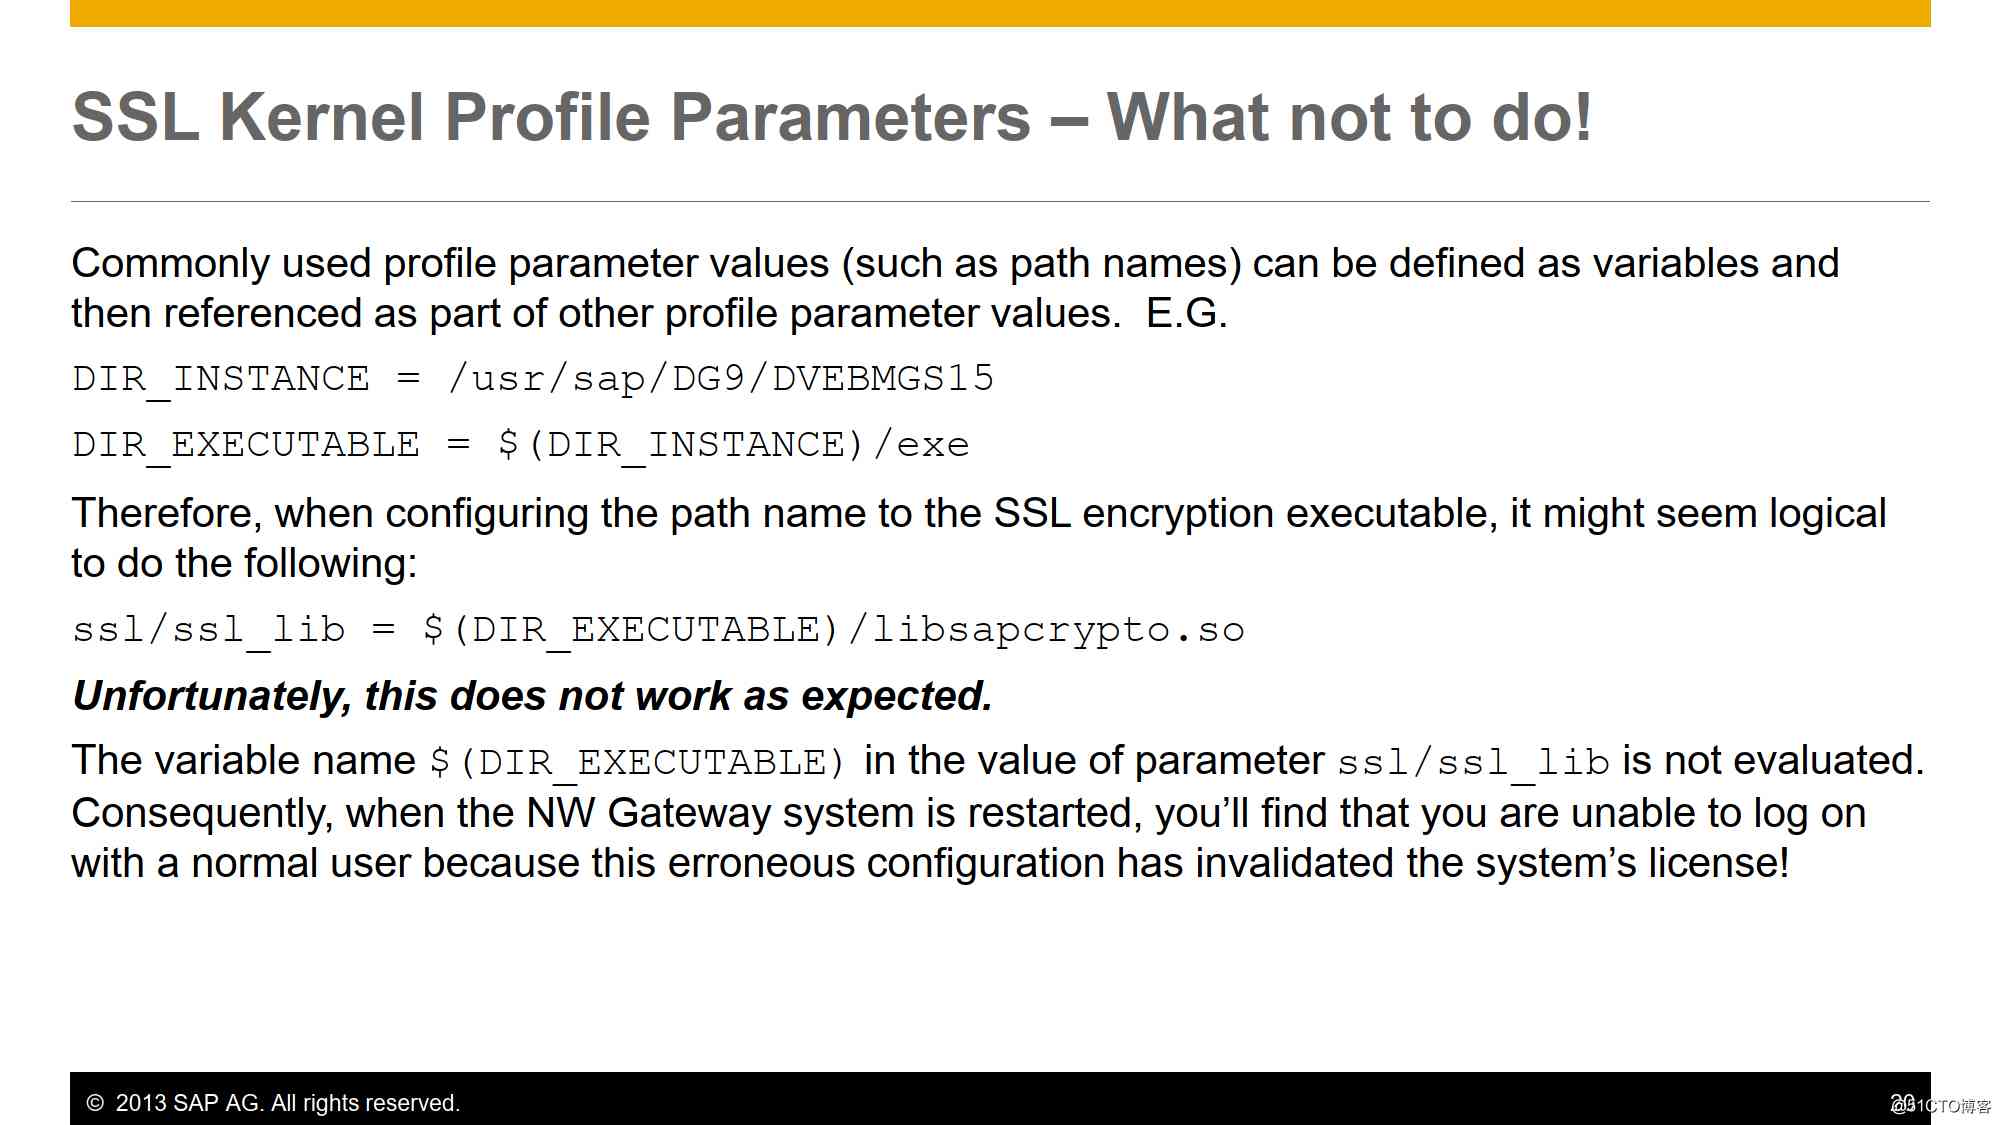 SSL Kernel Profile Parameters – What not to do!
Commonly used profile parameter values (such as path names) can be defined as variables and
then referenced as part of other profile parameter values.  E.G.
DIR_INSTANCE = /usr/sap/DG9/DVEBMGS15
DIR_EXECUTABLE = $(DIR_INSTANCE)/exe
Therefore, when configuring the path name to the SSL encryption executable, it might seem logical
to do the following:
ssl/ssl_lib = $(DIR_EXECUTABLE)/libsapcrypto.so
Unfortunately, this does not work as expected.
The variable name $(DIR_EXECUTABLE) in the value of parameter ssl/ssl_lib is not evaluated.
Consequently, when the NW Gateway system is restarted, you’ll find that you are unable to log on
with a normal user because this erroneous configuration has invalidated the system’s license!
© 2013 SAP AG. All rights reserved.
@51CTO博客